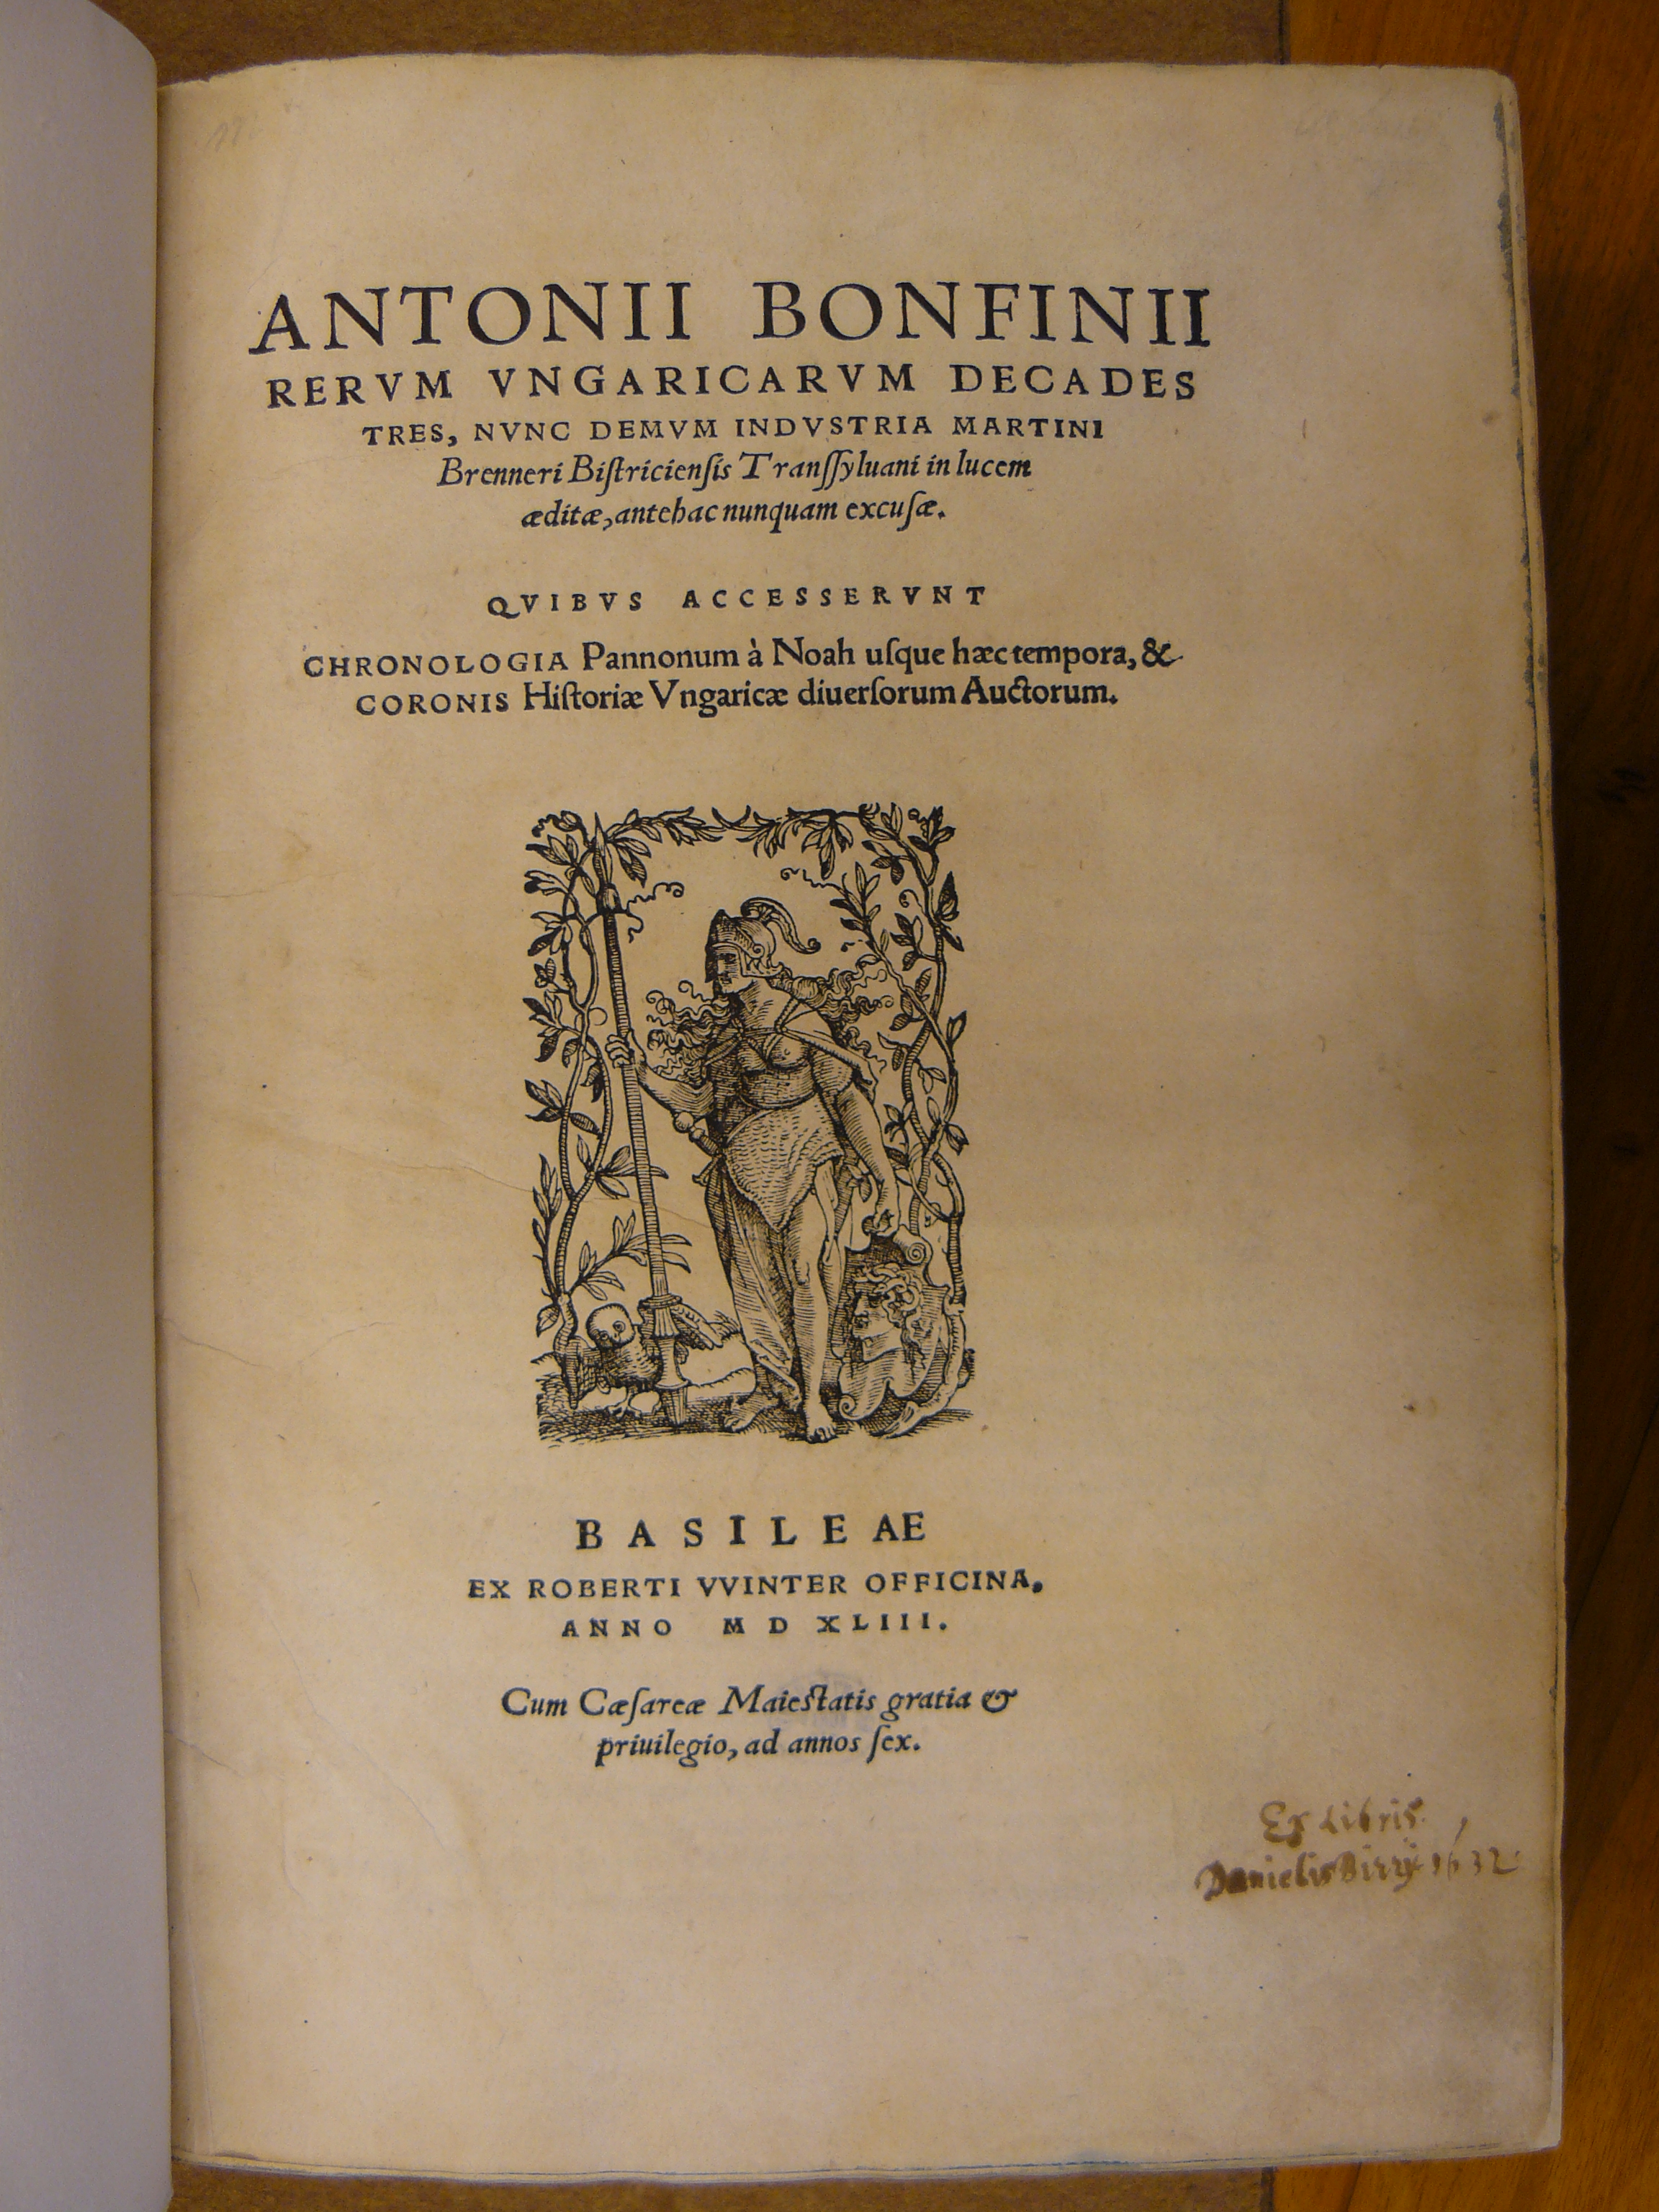 ANTONII BONFINII
RERVM VNGARICARVM DECADES
TRES, NVNC DEMVM INDVSTRIA MARTINI
Brenneri Biſtricienſis Tranſſyluani in lucem
æditæ, antehac nunquam excuſæ.
QVIBVS ACCESSERVNT
CHRONOLOGIA Pannonum à Noah uſque hæc tempora, &
CORONIS Hiſtoriæ Vngaricæ diuerſorum Auctorum.
BASILEAE
EX ROBERTI VVINTER OFFICINA.
ANNO M D XLIII.
Cum Cæſareæ Maieſtatis gratia &
priuilegio, ad annos ſex.
Ex Libris
Danielis 1632